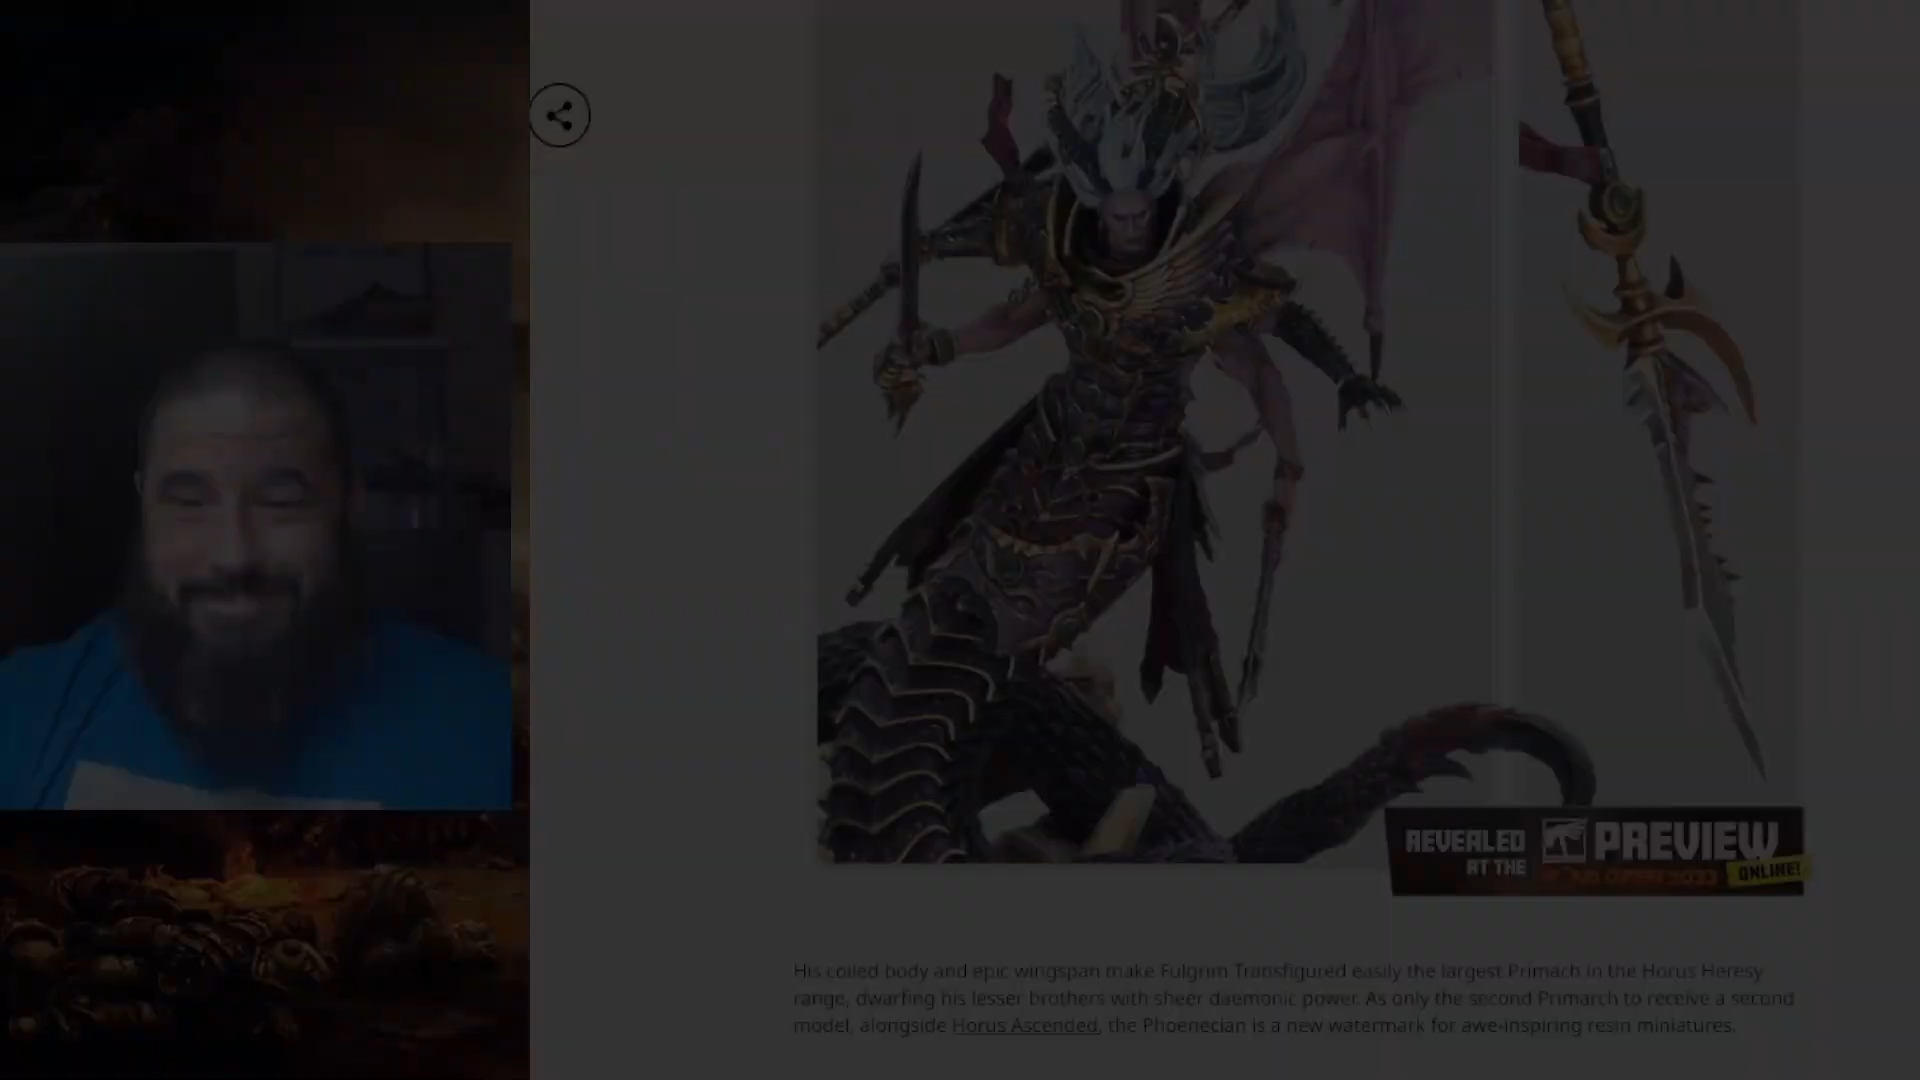 REVEALED
AT THE
PREVIEW
ONLINE!
His coiled body and epic wingspan make Fulgrim Transfigured easily the largest Primach in the Horus Heresy
range, dwarfing his lesser brothers with sheer daemonic power. As only the second Primarch to receive a second
model, alongside Horus Ascended, the Phoenecian is a new watermark for awe-inspiring resin miniatures.